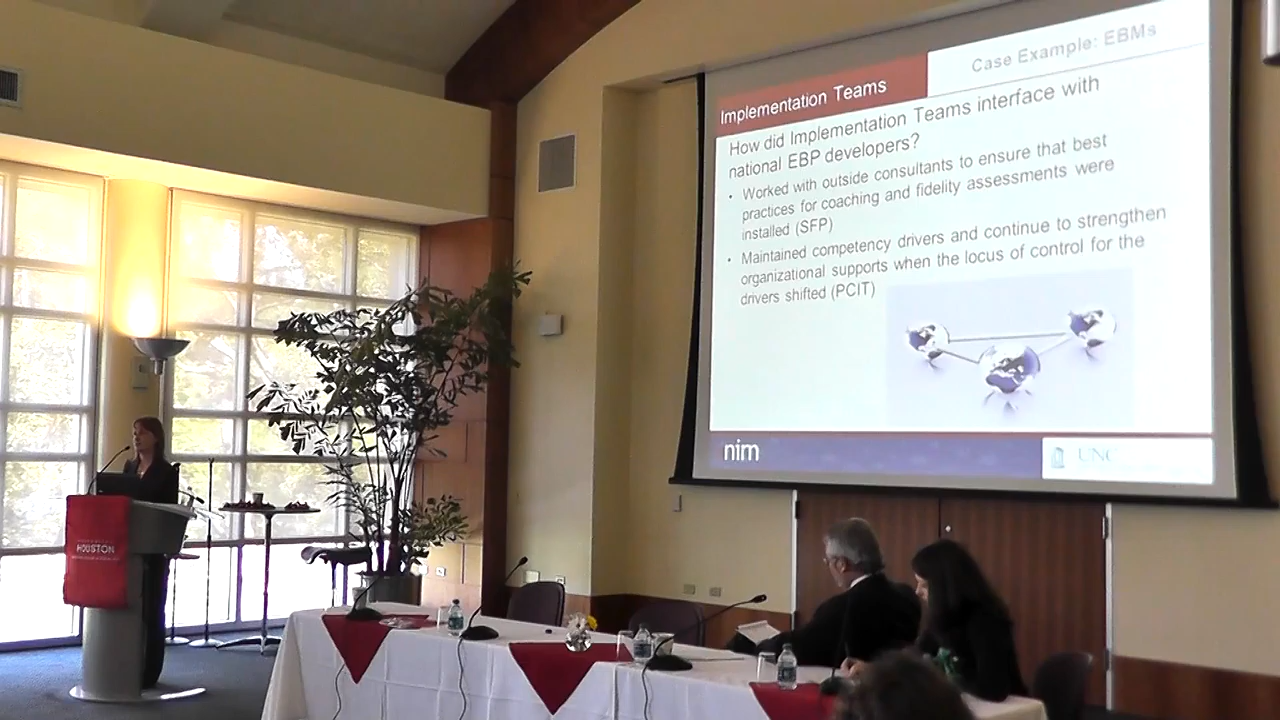 Case Example: EBMs
Implementation Teams
How did Implementation Teams interface with
national EBP developers?
• Worked with outside consultants to ensure that best
practices for coaching and fidelity assessments were
installed (SFP)
• Maintained competency drivers and continue to strengthen
organizational supports when the locus of control for the
drivers shifted (PCIT)
nirn
UNC
HOUSTON